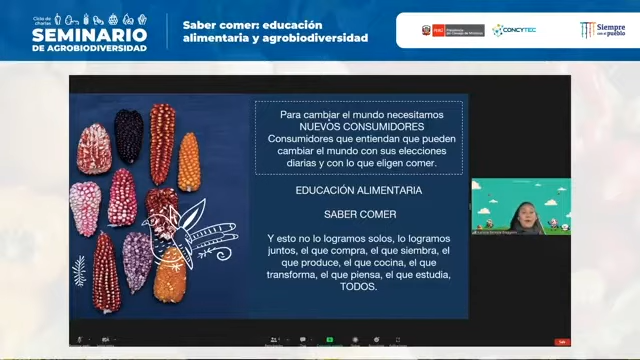 Ciclo de charlas
SEMINARIO
DE AGROBIODIVERSIDAD
Saber comer: educación
alimentaria y agrobiodiversidad
PERÚ
CONCYTEC
Siempre
con el pueblo
Para cambiar el mundo necesitamos
NUEVOS CONSUMIDORES
Consumidores que entiendan que pueden
cambiar el mundo con sus elecciones
diarias y con lo que eligen comer.
EDUCACIÓN ALIMENTARIA
SABER COMER
Y esto no lo logramos solos, lo logramos
juntos, el que compra, el que siembra, el
que produce, el que cocina, el que
transforma, el que piensa, el que estudia,
TODOS.